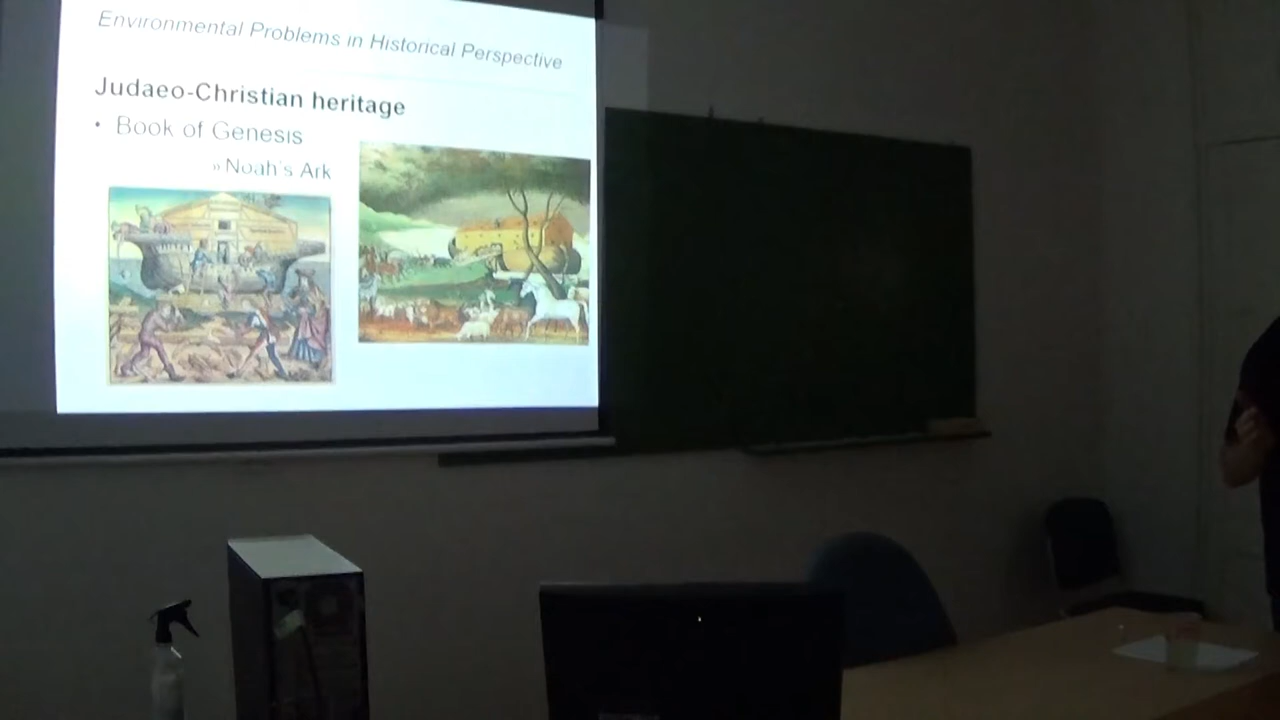 Environmental Problems in Historical Perspective
Judaeo-Christian heritage
• Book of Genesis
» Noah's Ark